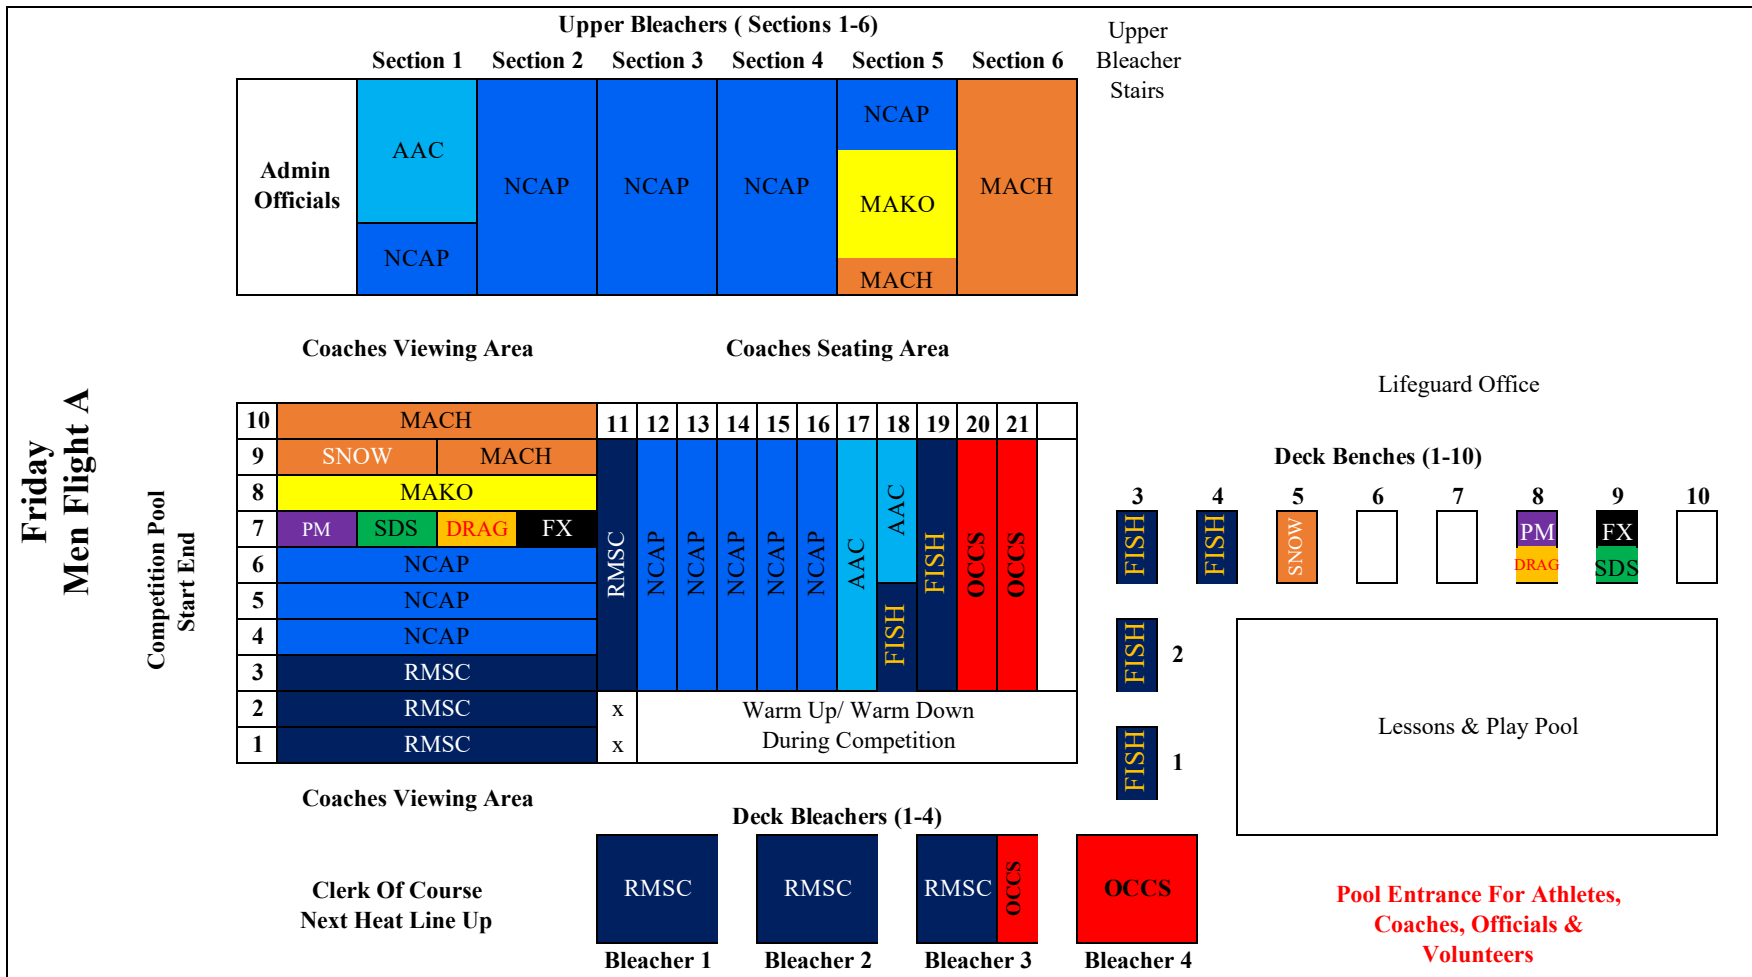 Friday
Men Flight A
Upper Bleachers ( Sections 1-6)
Upper
Bleacher
Stairs
Section 1
Section 2
Section 3
Section 4
Section 5
Section 6
Admin
Officials
AAC
NCAP
NCAP
NCAP
NCAP
NCAP
MAKO
MACH
MACH
Coaches Viewing Area
Coaches Seating Area
Lifeguard Office
Competition Pool
Start End
10 MACH
9 SNOW MACH
8 MAKO
7 PM SDS DRAG FX
6 NCAP
5 NCAP
4 NCAP
3 RMSC
2 RMSC x
1 RMSC x
11 12 13 14 15 16 17 18 19 20 21
RMSC
NCAP
NCAP
NCAP
NCAP
NCAP
AAC
AAC
FISH
FISH
OCCS
OCCS
Warm Up/ Warm Down
During Competition
Deck Benches (1-10)
3 4 5 6 7 8 9 10
FISH
FISH
SNOW
PM
DRAG
FX
SDS
FISH
2
FISH
1
Lessons & Play Pool
Coaches Viewing Area
Deck Bleachers (1-4)
Clerk Of Course
Next Heat Line Up
RMSC
RMSC
RMSC
OCCS
OCCS
Bleacher 1
Bleacher 2
Bleacher 3
Bleacher 4
Pool Entrance For Athletes,
Coaches, Officials &
Volunteers